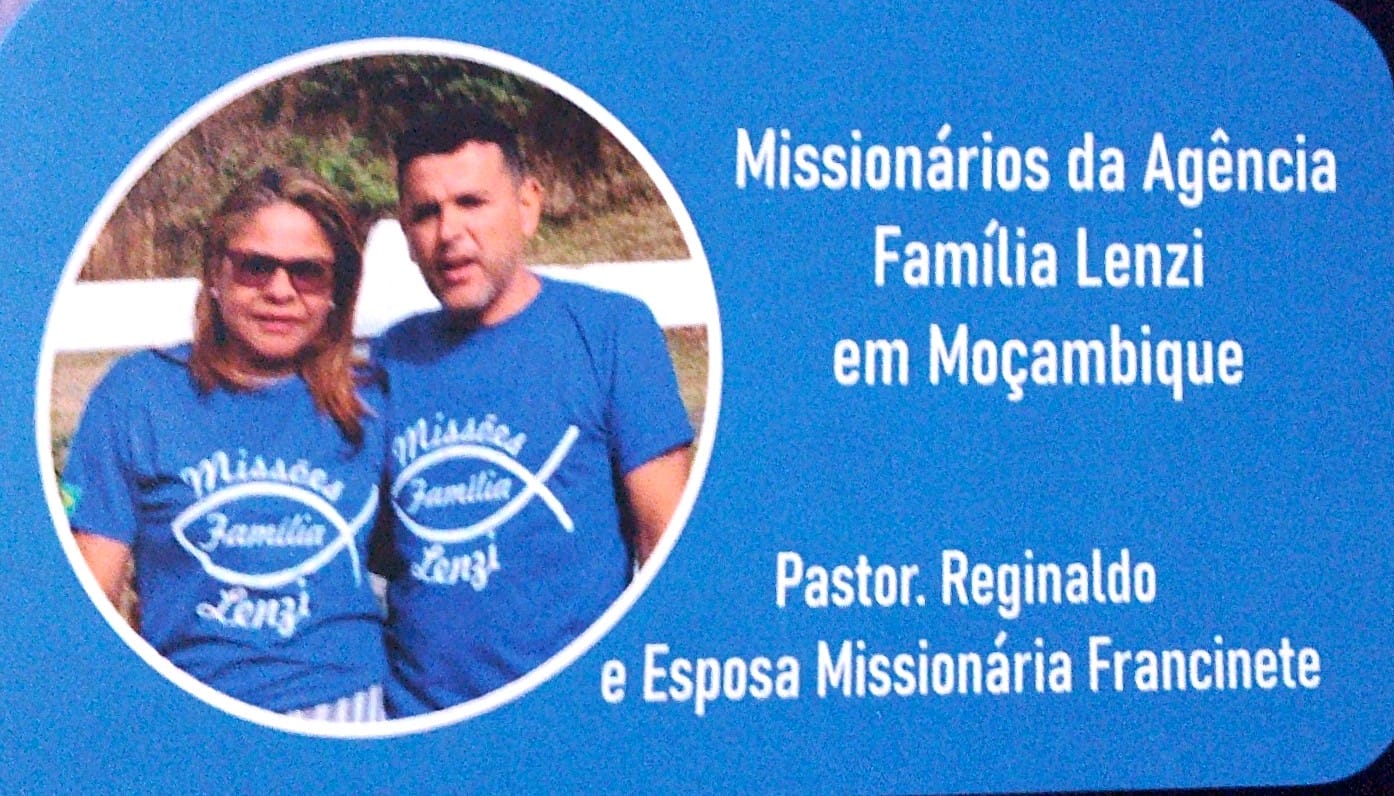 Missionários da Agência
Família Lenzi
em Moçambique
Missões
Família
Lenzi
Missões
Família
Lenzi
Pastor. Reginaldo
e Esposa Missionária Francinete